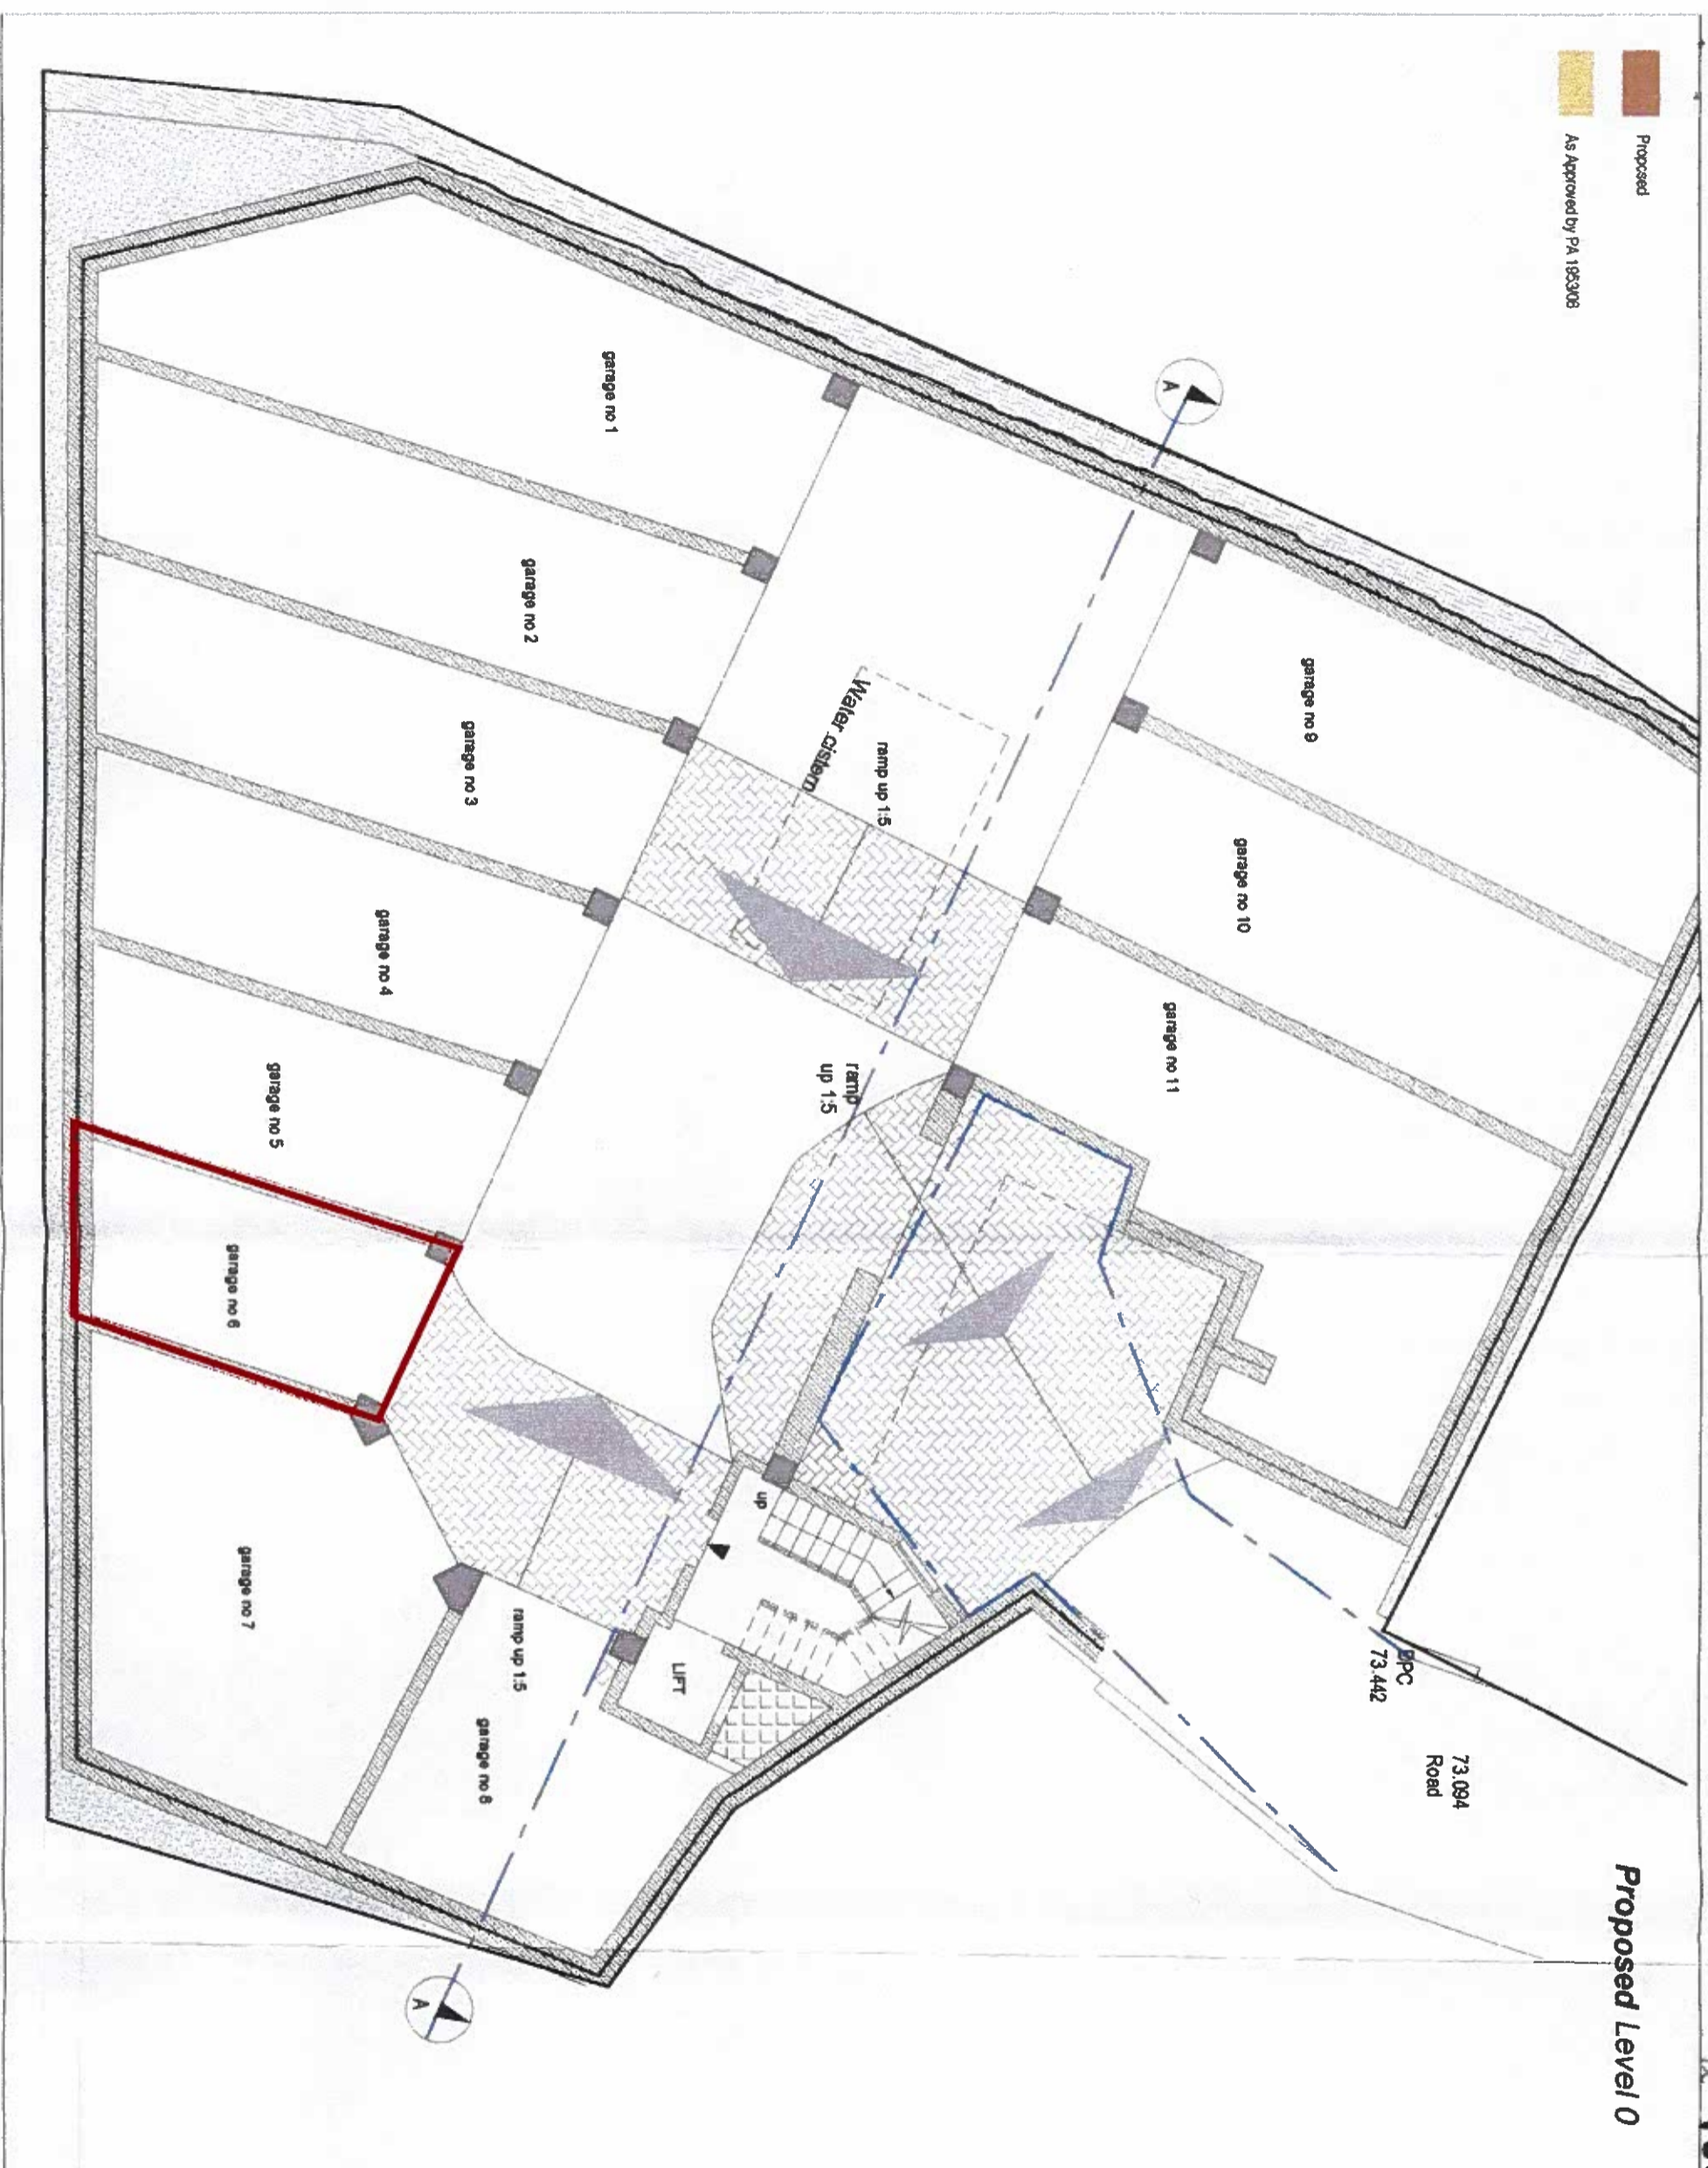 Proposed Level 0
Proposed
As Approved by PA 1953/06
73.094
Road
DPC
73.442
garage no 9
garage no 10
garage no 11
A
ramp up 1:5
Water cistern
ramp
up 1:5
up
LIFT
garage no 1
garage no 2
garage no 3
garage no 4
garage no 5
garage no 6
garage no 7
ramp up 1:5
garage no 8
A